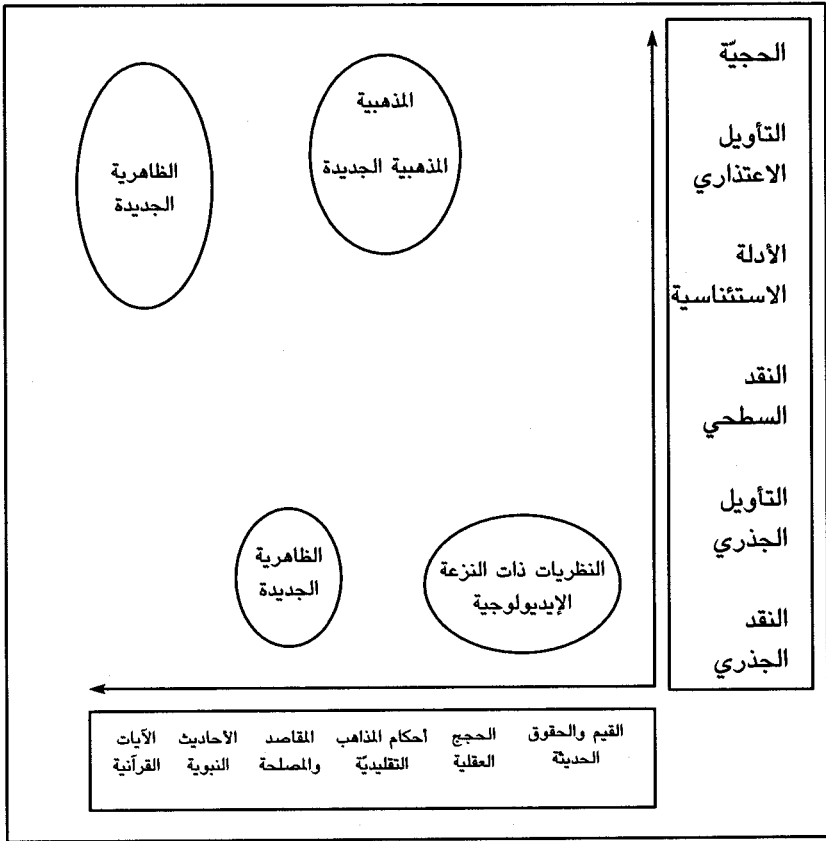 الحجيّة
التأويل
الاعتذاري
الأدلة
الاستئناسية
النقد
السطحي
التأويل
الجذري
النقد
الجذري
المذهبية
المذهبية الجديدة
الظاهرية
الجديدة
النظريات ذات النزعة
الإيديولوجية
الظاهرية
الجديدة
القيم والحقوق
الحديثة
الحجج
العقلية
أحكام المذاهب
التقليديّة
المقاصد
والمصلحة
الأحاديث
النبوية
الآيات
القرآنية